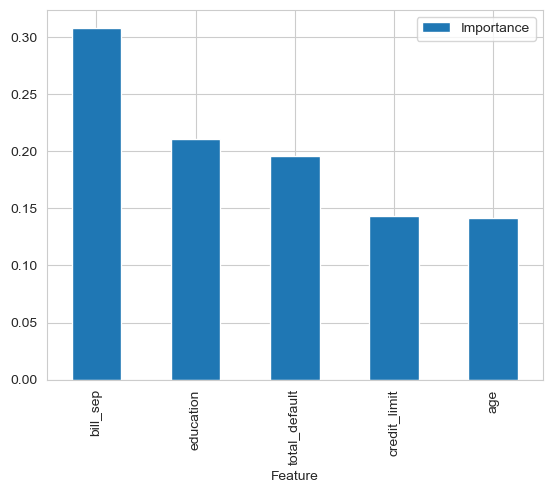 Importance
0.30
0.25
0.20
0.15
0.10
0.05
0.00
bill_sep
education
total_default
credit_limit
age
Feature